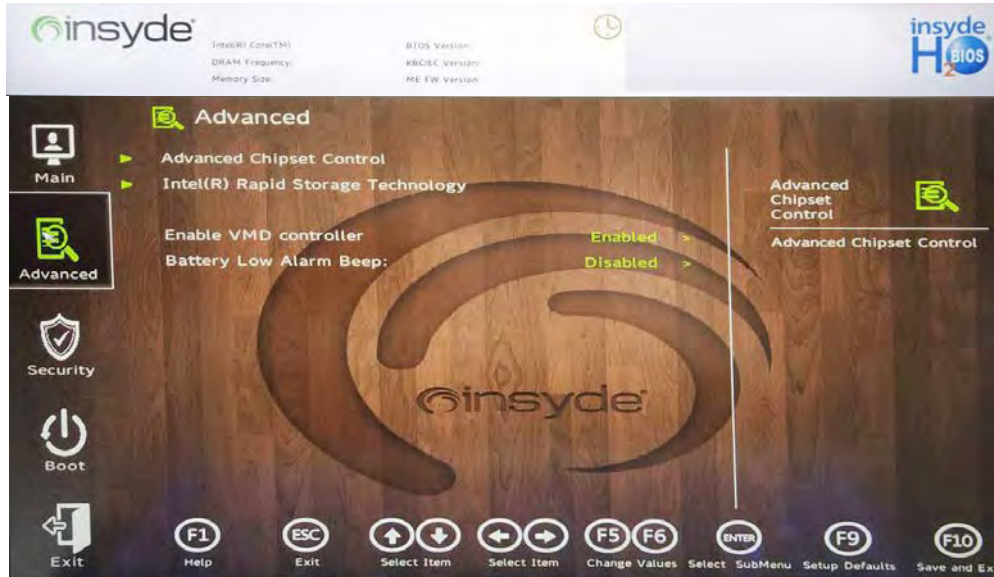 insyde
Intel(R) Core(TM)
DRAM Frequency:
Memory Size:
BIOS Version:
KBC/EC Version:
ME FW Version:
insyde
H2O BIOS
Main
Advanced
Security
Boot
Exit
Advanced
Advanced Chipset Control
Intel(R) Rapid Storage Technology
Enable VMD controller Enabled >
Battery Low Alarm Beep: Disabled >
Advanced
Chipset
Control
Advanced Chipset Control
insyde
F1
Help
ESC
Exit
Select Item
Select Item
F5 F6
Change Values
ENTER
Select SubMenu
F9
Setup Defaults
F10
Save and Ex